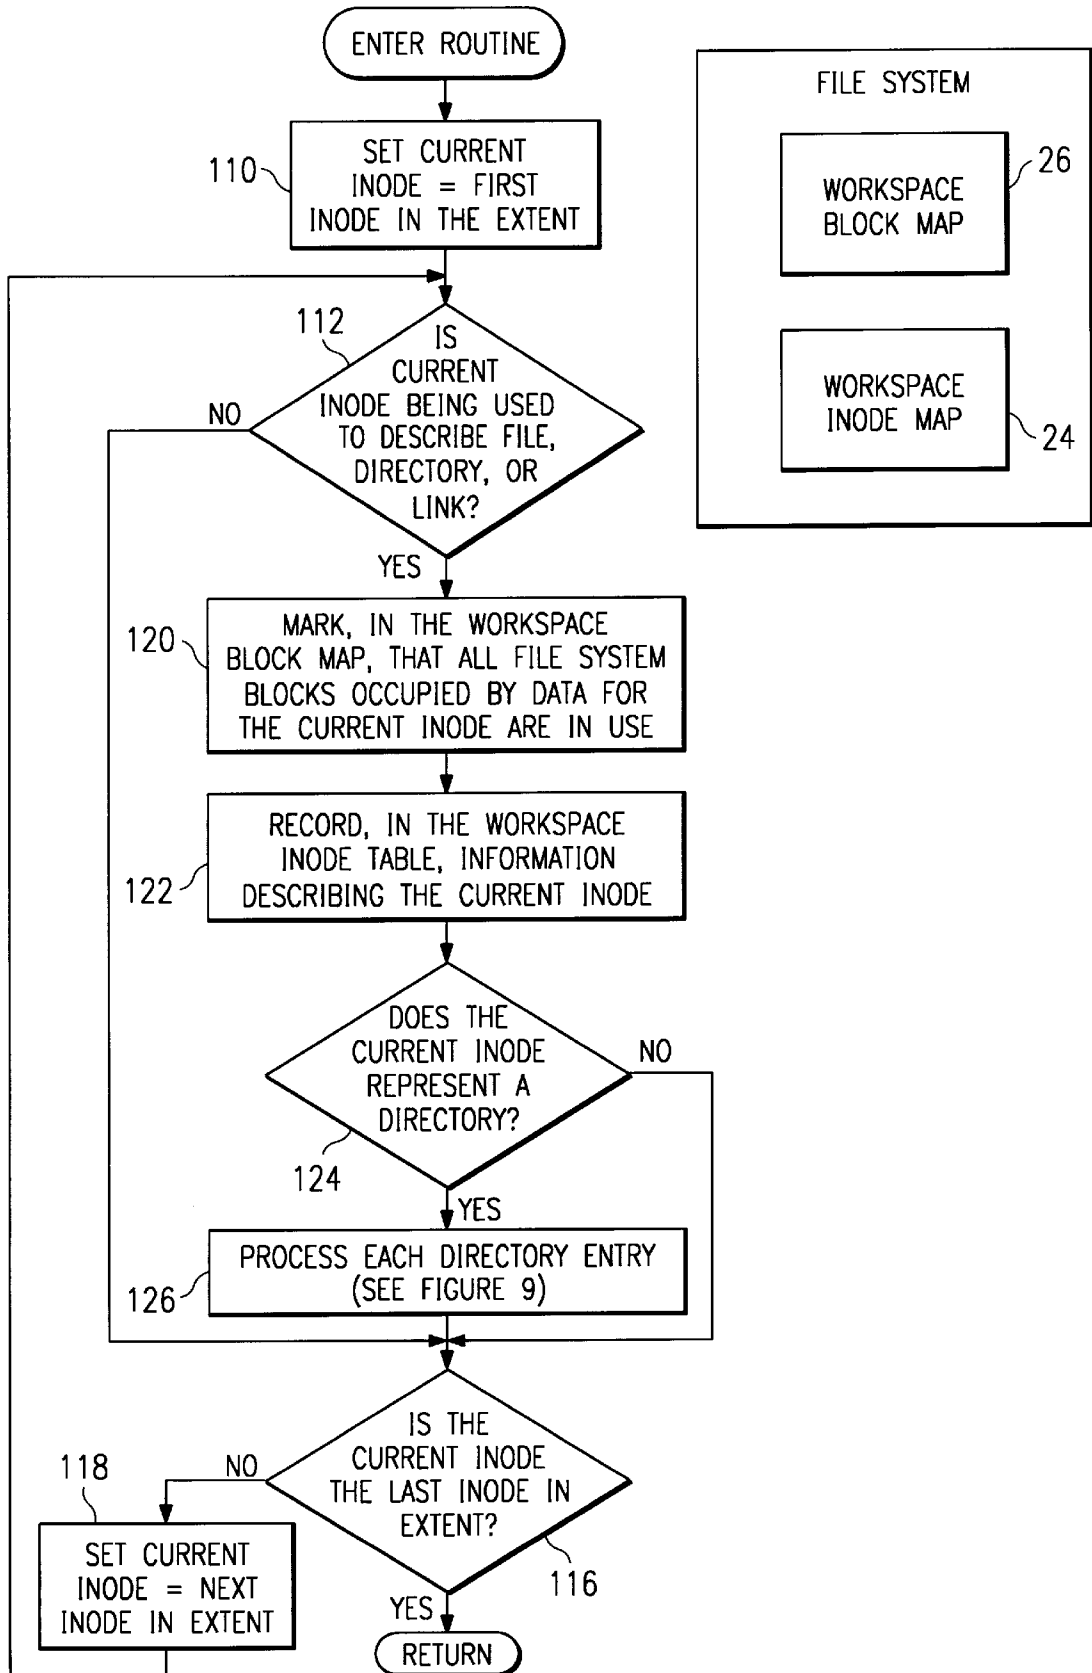 ENTER ROUTINE
110
SET CURRENT
INODE = FIRST
INODE IN THE EXTENT
FILE SYSTEM
WORKSPACE
BLOCK MAP
26
WORKSPACE
INODE MAP
24
112
IS
CURRENT
INODE BEING USED
TO DESCRIBE FILE,
DIRECTORY, OR
LINK?
NO
YES
120
MARK, IN THE WORKSPACE
BLOCK MAP, THAT ALL FILE SYSTEM
BLOCKS OCCUPIED BY DATA FOR
THE CURRENT INODE ARE IN USE
122
RECORD, IN THE WORKSPACE
INODE TABLE, INFORMATION
DESCRIBING THE CURRENT INODE
DOES THE
CURRENT INODE
REPRESENT A
DIRECTORY?
NO
124
YES
126
PROCESS EACH DIRECTORY ENTRY
(SEE FIGURE 9)
IS THE
CURRENT INODE
THE LAST INODE IN
EXTENT?
NO
116
118
SET CURRENT
INODE = NEXT
INODE IN EXTENT
YES
RETURN